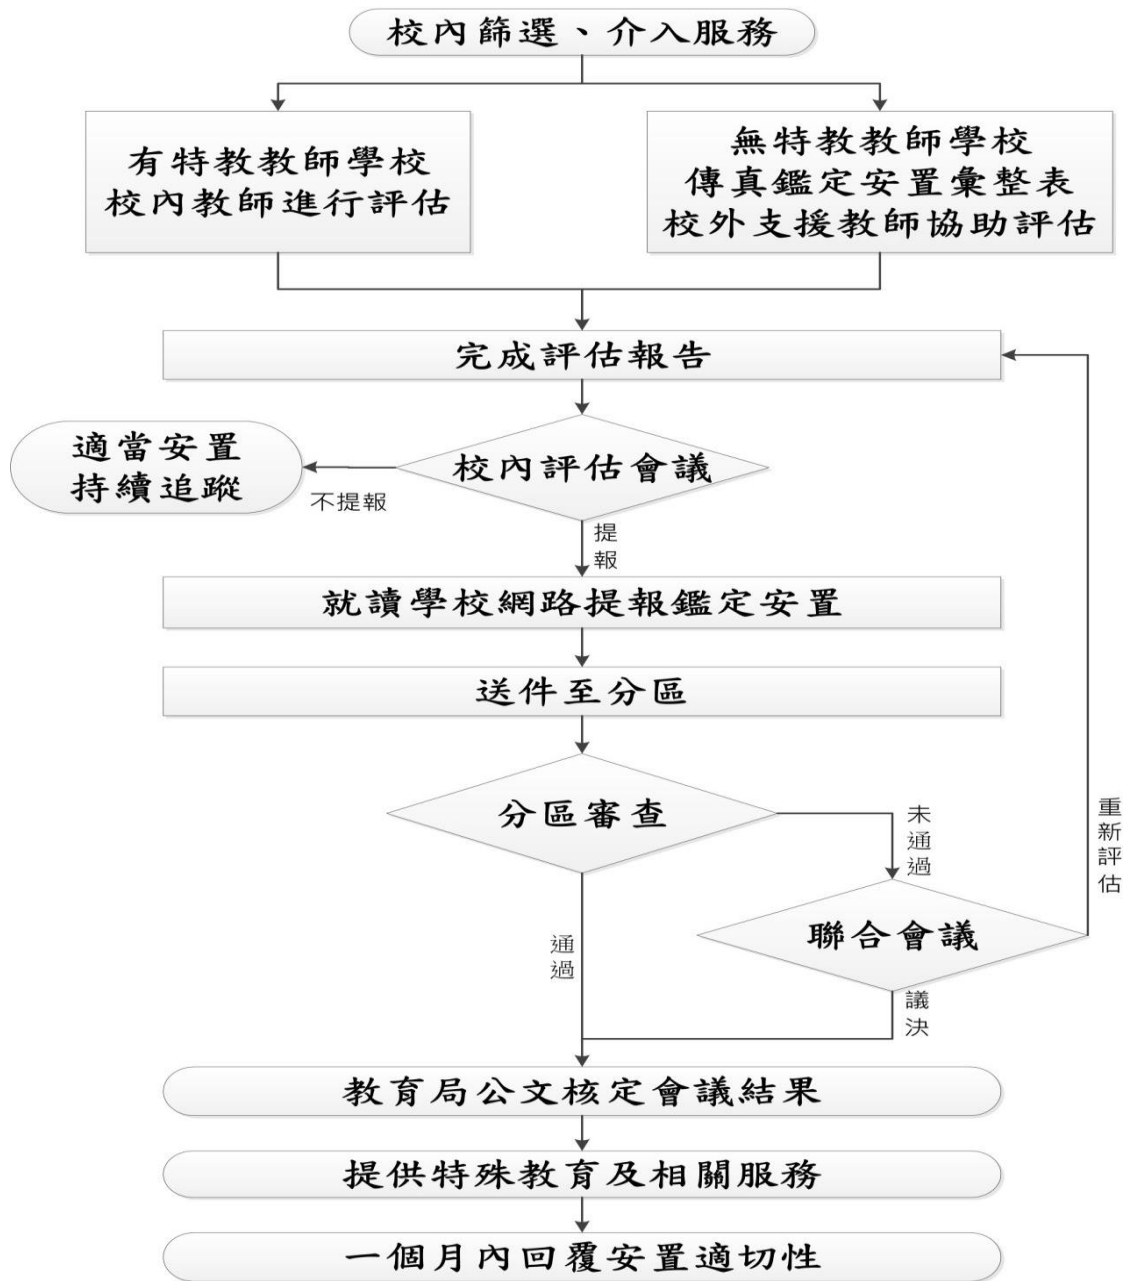 校內篩選、介入服務
有特教教師學校
校內教師進行評估
無特教教師學校
傳真鑑定安置彙整表
校外支援教師協助評估
完成評估報告
適當安置
持續追蹤
不提報
校內評估會議
提報
就讀學校網路提報鑑定安置
送件至分區
分區審查
未通過
重新評估
聯合會議
通過
議決
教育局公文核定會議結果
提供特殊教育及相關服務
一個月內回覆安置適切性